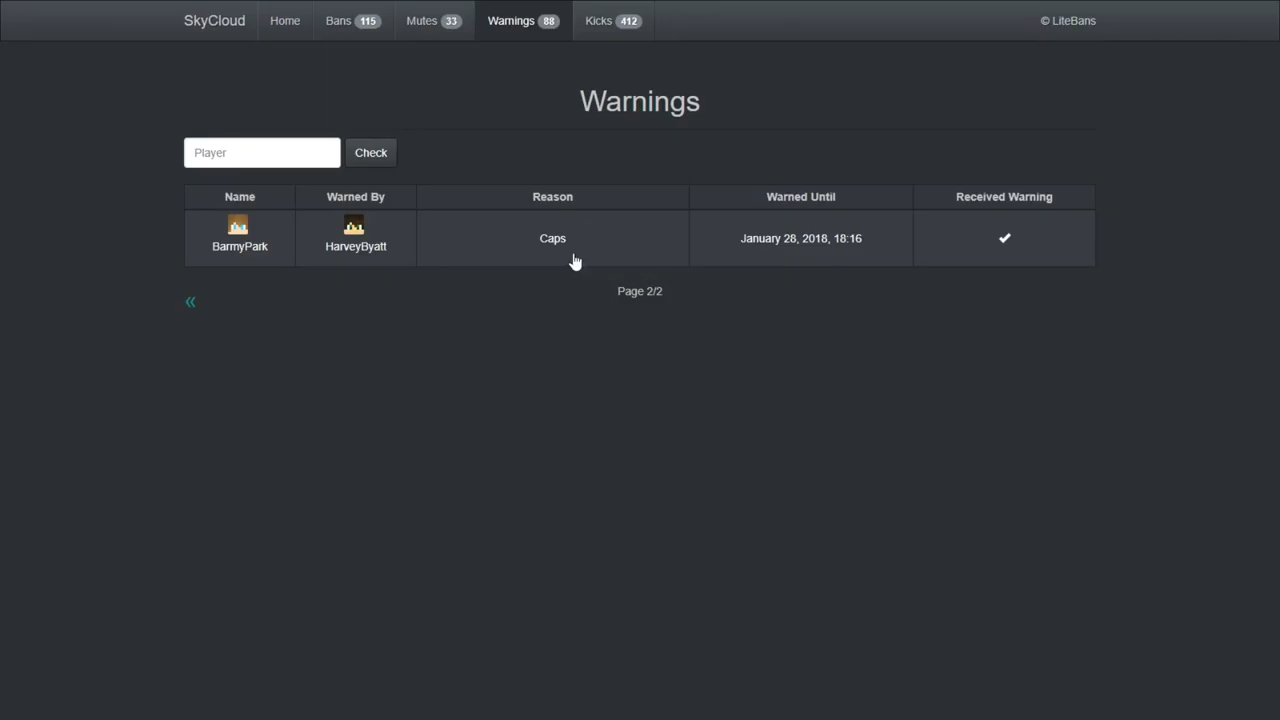 SkyCloud Home Bans 115 Mutes 33 Warnings 88 Kicks 412 © LiteBans
Warnings
Player Check
Name Warned By Reason Warned Until Received Warning
BarmyPark HarveyByatt Caps January 28, 2018, 18:16 ✔
Page 2/2
«